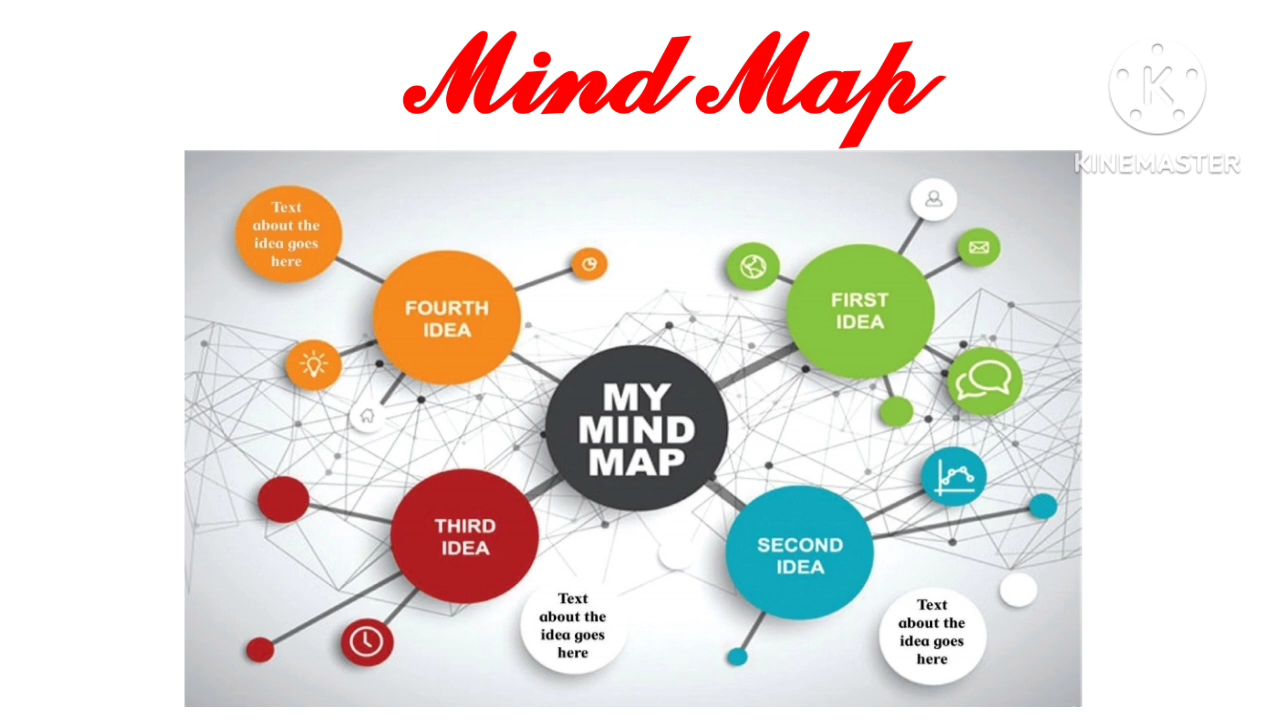 Mind Map
K
KINEMASTER
Text
about the
idea goes
here
FOURTH
IDEA
FIRST
IDEA
MY
MIND
MAP
THIRD
IDEA
SECOND
IDEA
Text
about the
idea goes
here
Text
about the
idea goes
here